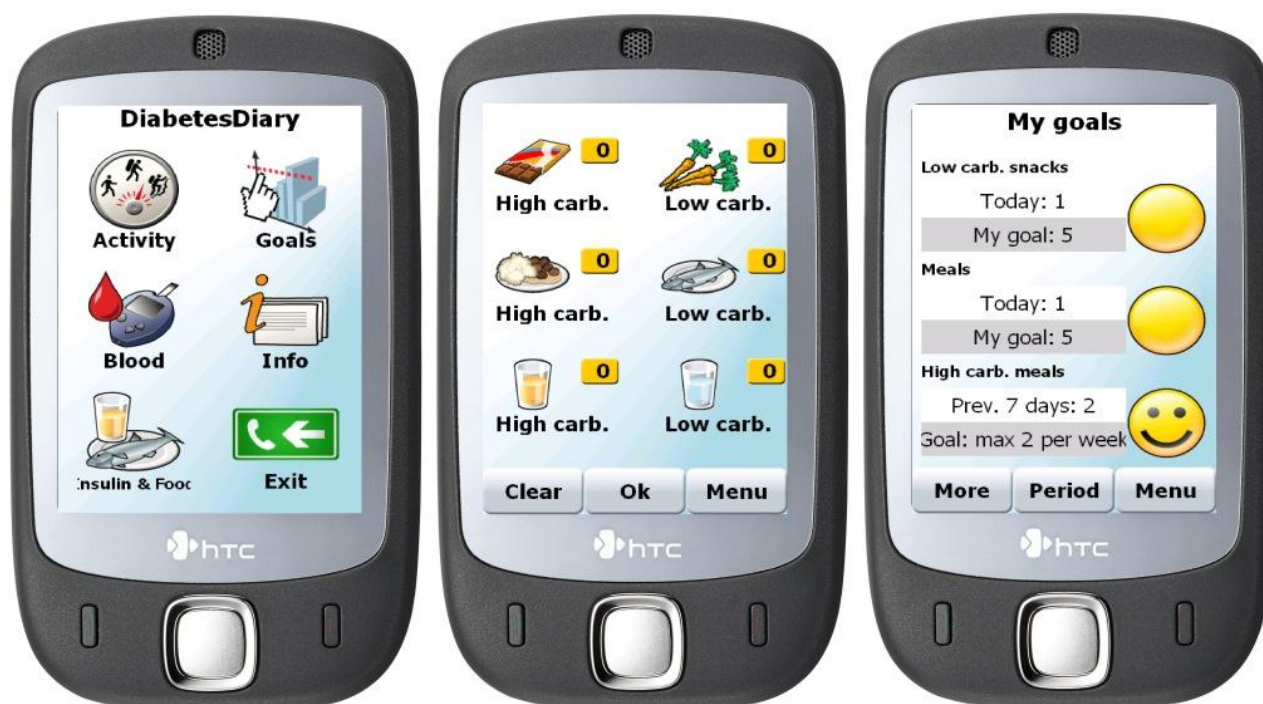 DiabetesDiary
Activity
Goals
Blood
Info
Insulin & Food
Exit
hTC
0
0
High carb.
Low carb.
0
0
High carb.
Low carb.
0
0
High carb.
Low carb.
Clear
Ok
Menu
hTC
My goals
Low carb. snacks
Today: 1
My goal: 5
Meals
Today: 1
My goal: 5
High carb. meals
Prev. 7 days: 2
Goal: max 2 per week
More
Period
Menu
hTC